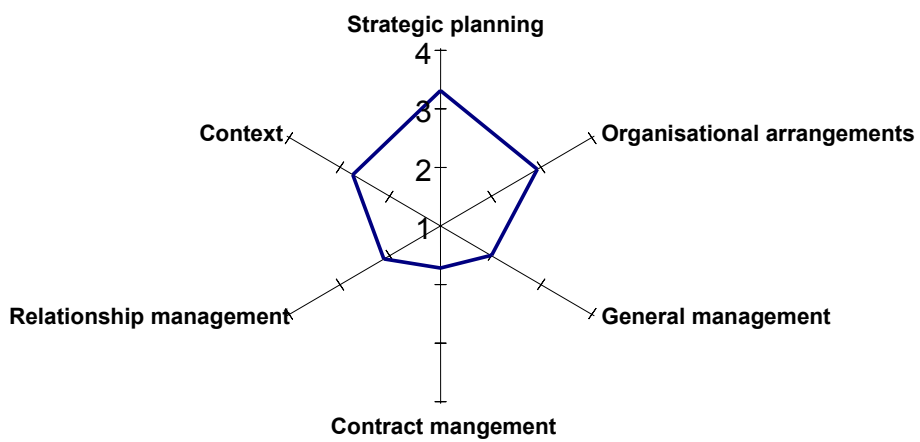 Strategic planning
4
3
Context
Organisational arrangements
2
1
Relationship management
General management
Contract mangement